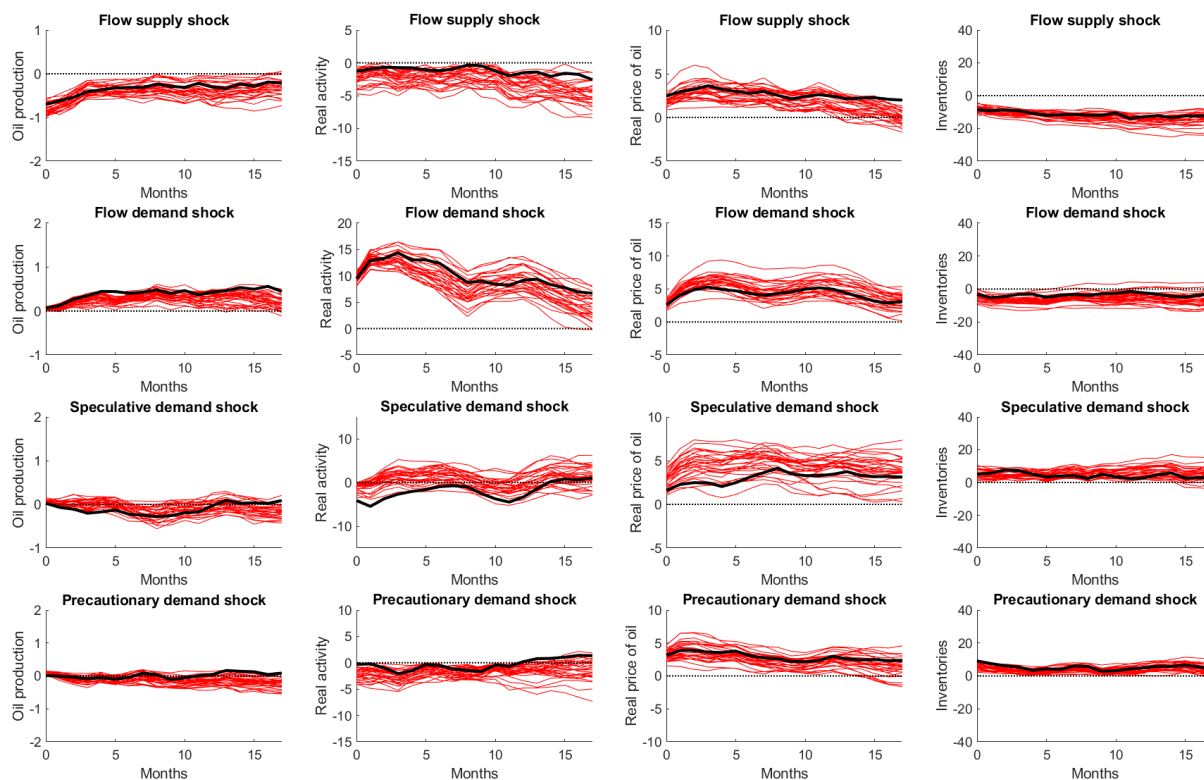 Flow supply shock
1
0
-1
-2
Oil production
0 5 10 15
Months
Flow supply shock
5
0
-5
-10
-15
Real activity
0 5 10 15
Months
Flow supply shock
10
5
0
-5
Real price of oil
0 5 10 15
Months
Flow supply shock
40
20
0
-20
-40
Inventories
0 5 10 15
Months
Flow demand shock
2
1
0
-1
Oil production
0 5 10 15
Months
Flow demand shock
20
15
10
5
0
-5
Real activity
0 5 10 15
Months
Flow demand shock
15
10
5
0
-5
Real price of oil
0 5 10 15
Months
Flow demand shock
40
20
0
-20
-40
Inventories
0 5 10 15
Months
Speculative demand shock
2
1
0
-1
Oil production
0 5 10 15
Months
Speculative demand shock
10
0
-10
Real activity
0 5 10 15
Months
Speculative demand shock
10
5
0
-5
Real price of oil
0 5 10 15
Months
Speculative demand shock
40
20
0
-20
-40
Inventories
0 5 10 15
Months
Precautionary demand shock
2
1
0
-1
-2
Oil production
0 5 10 15
Months
Precautionary demand shock
10
5
0
-5
-10
-15
Real activity
0 5 10 15
Months
Precautionary demand shock
10
5
0
-5
-10
Real price of oil
0 5 10 15
Months
Precautionary demand shock
40
20
0
-20
-40
Inventories
0 5 10 15
Months